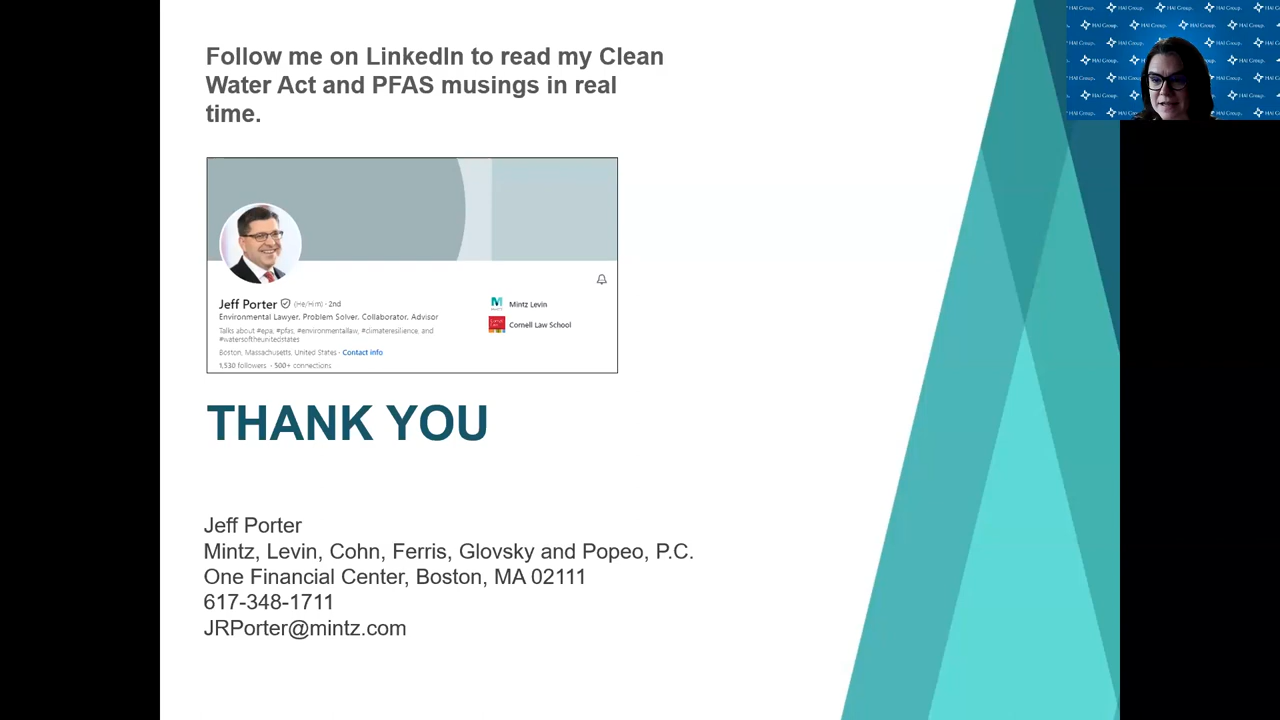 Follow me on LinkedIn to read my Clean
Water Act and PFAS musings in real
time.
Jeff Porter (He/Him) · 2nd
Environmental Lawyer, Problem Solver, Collaborator, Advisor
Talks about #epa, #pfas, #environmentallaw, #climateresilience, and
#watersoftheunitedstates
Boston, Massachusetts, United States · Contact info
1,530 followers · 500+ connections
Mintz Levin
Cornell Law School
THANK YOU
Jeff Porter
Mintz, Levin, Cohn, Ferris, Glovsky and Popeo, P.C.
One Financial Center, Boston, MA 02111
617-348-1711
JRPorter@mintz.com
HAI Group.